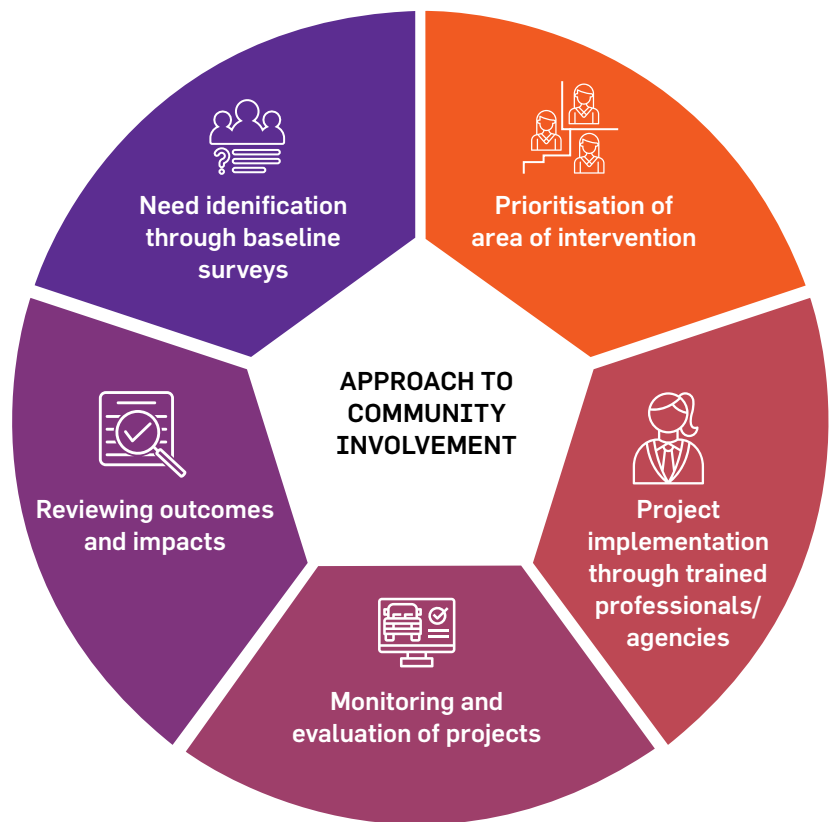 Need idenification
through baseline
surveys
Prioritisation of
area of intervention
APPROACH TO
COMMUNITY
INVOLVEMENT
Project
implementation
through trained
professionals/
agencies
Monitoring and
evaluation of projects
Reviewing outcomes
and impacts